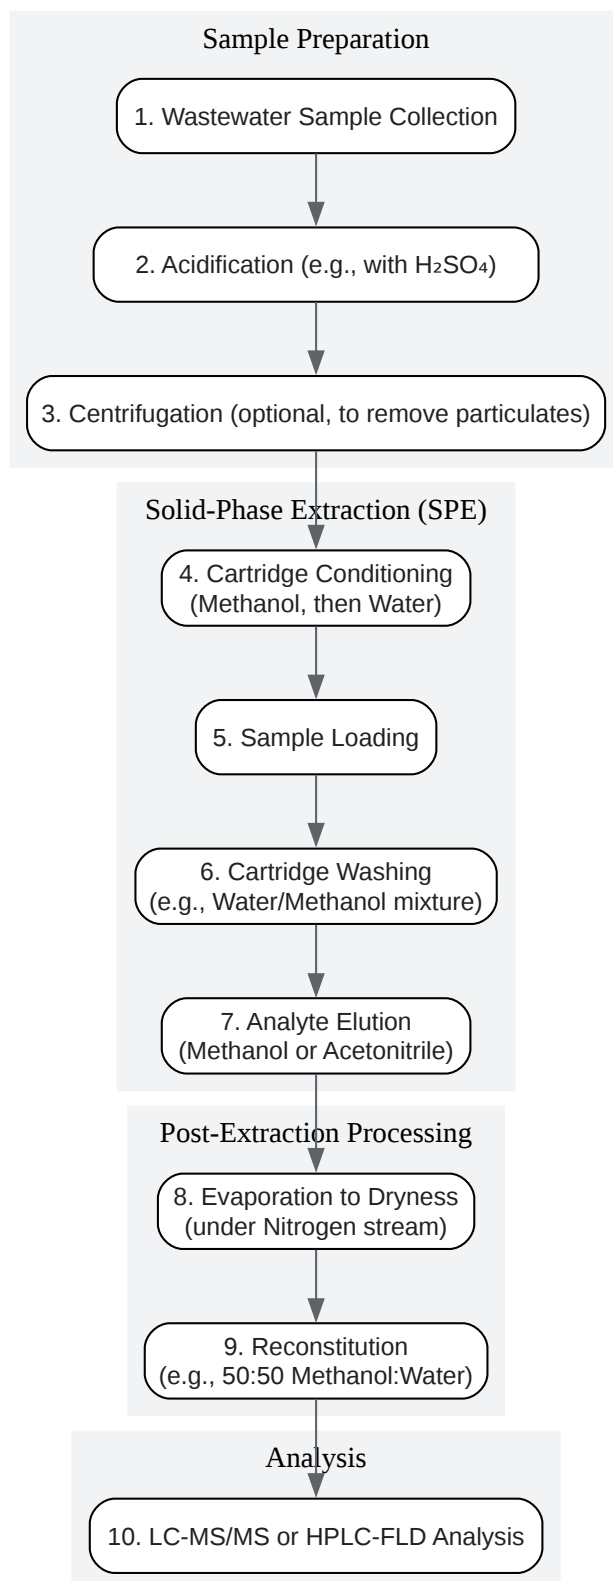 Sample Preparation
1. Wastewater Sample Collection
2. Acidification (e.g., with H₂SO₄)
3. Centrifugation (optional, to remove particulates)
Solid-Phase Extraction (SPE)
4. Cartridge Conditioning
(Methanol, then Water)
5. Sample Loading
6. Cartridge Washing
(e.g., Water/Methanol mixture)
7. Analyte Elution
(Methanol or Acetonitrile)
Post-Extraction Processing
8. Evaporation to Dryness
(under Nitrogen stream)
9. Reconstitution
(e.g., 50:50 Methanol:Water)
Analysis
10. LC-MS/MS or HPLC-FLD Analysis